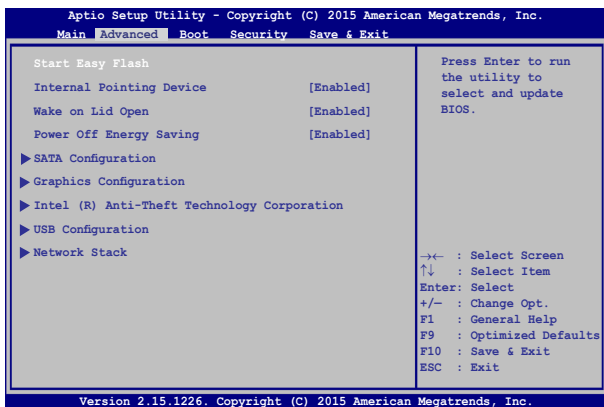 Aptio Setup Utility - Copyright (C) 2015 American Megatrends, Inc.
Main Advanced Boot Security Save & Exit
Start Easy Flash
Internal Pointing Device [Enabled]
Wake on Lid Open [Enabled]
Power Off Energy Saving [Enabled]
SATA Configuration
Graphics Configuration
Intel (R) Anti-Theft Technology Corporation
USB Configuration
Network Stack
Press Enter to run
the utility to
select and update
BIOS.
→← : Select Screen
↑↓ : Select Item
Enter: Select
+/— : Change Opt.
F1 : General Help
F9 : Optimized Defaults
F10 : Save & Exit
ESC : Exit
Version 2.15.1226. Copyright (C) 2015 American Megatrends, Inc.